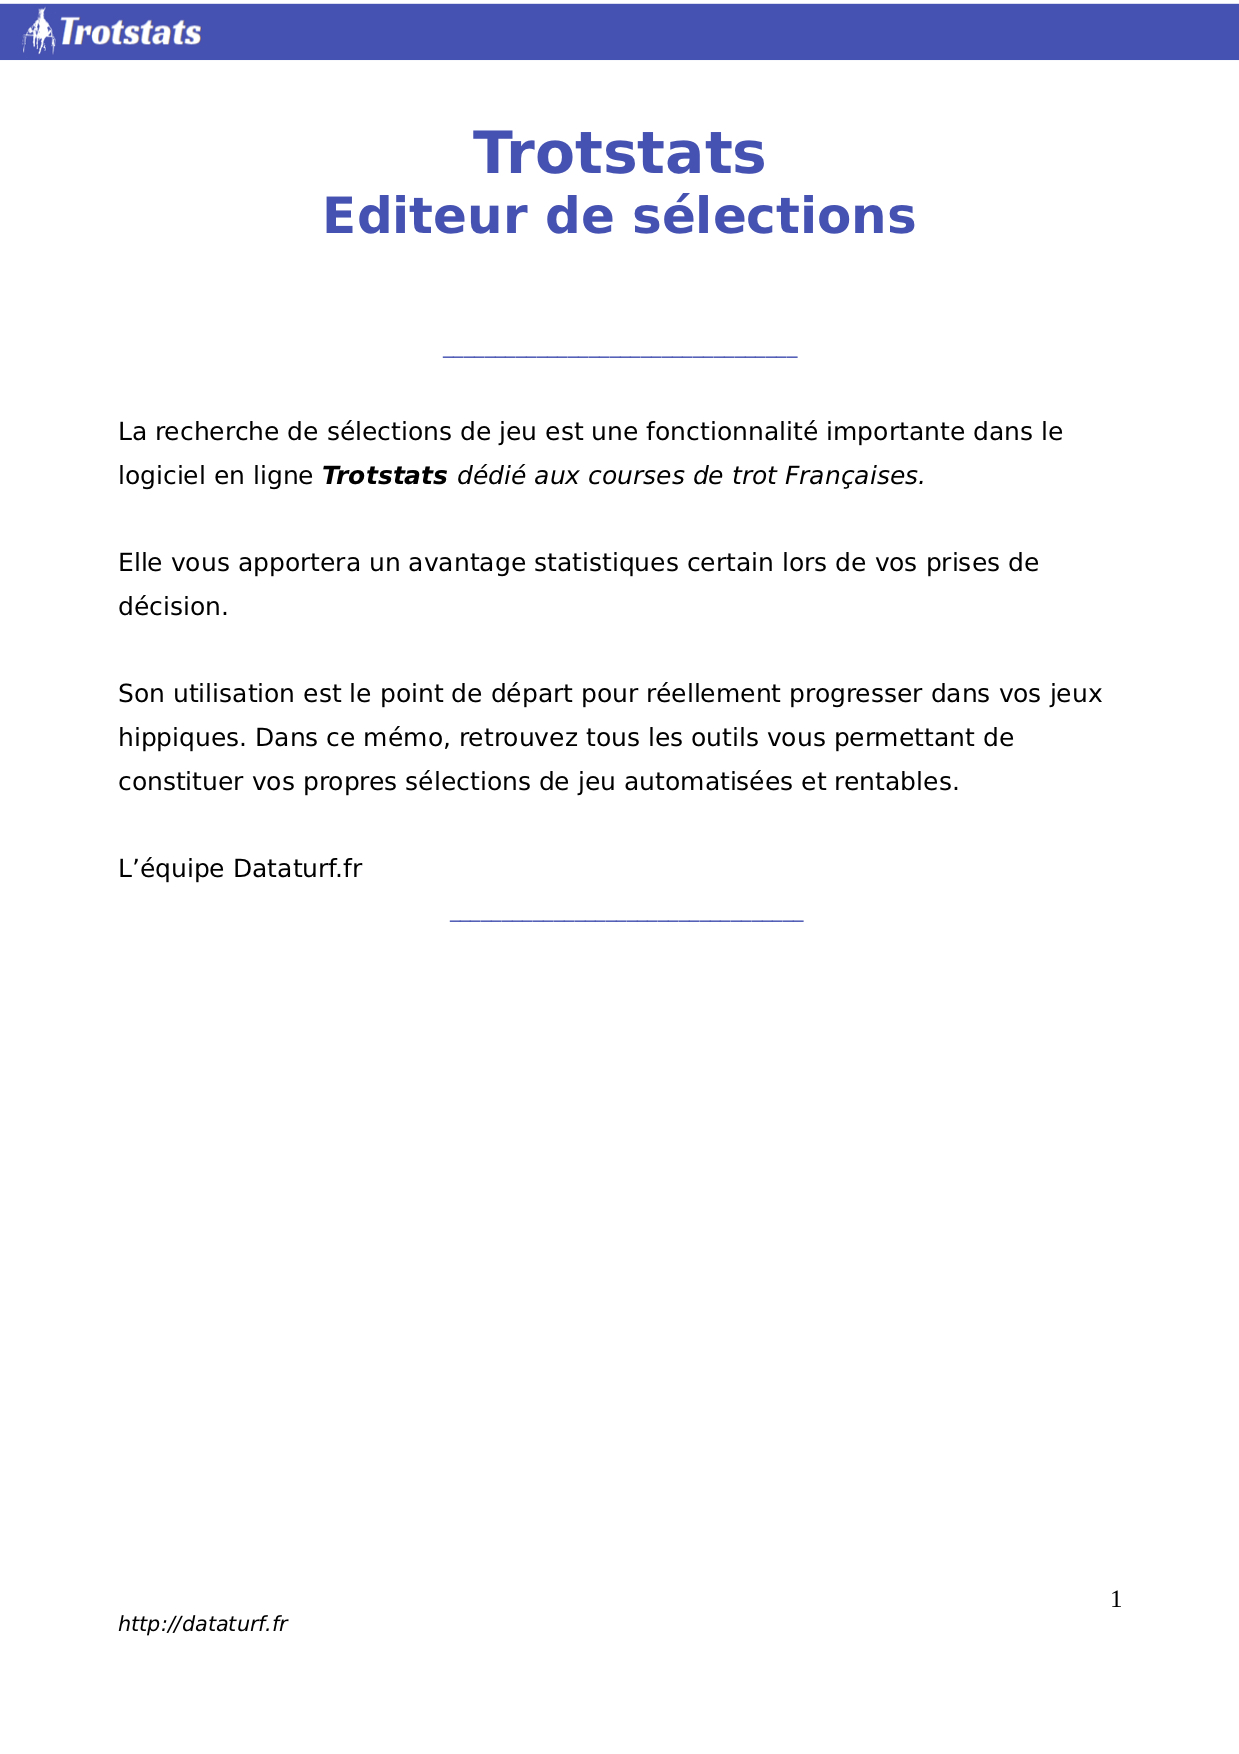 Trotstats
Trotstats
Editeur de sélections
La recherche de sélections de jeu est une fonctionnalité importante dans le
logiciel en ligne Trotstats dédié aux courses de trot Françaises.
Elle vous apportera un avantage statistiques certain lors de vos prises de
décision.
Son utilisation est le point de départ pour réellement progresser dans vos jeux
hippiques. Dans ce mémo, retrouvez tous les outils vous permettant de
constituer vos propres sélections de jeu automatisées et rentables.
L’équipe Dataturf.fr
1
http://dataturf.fr